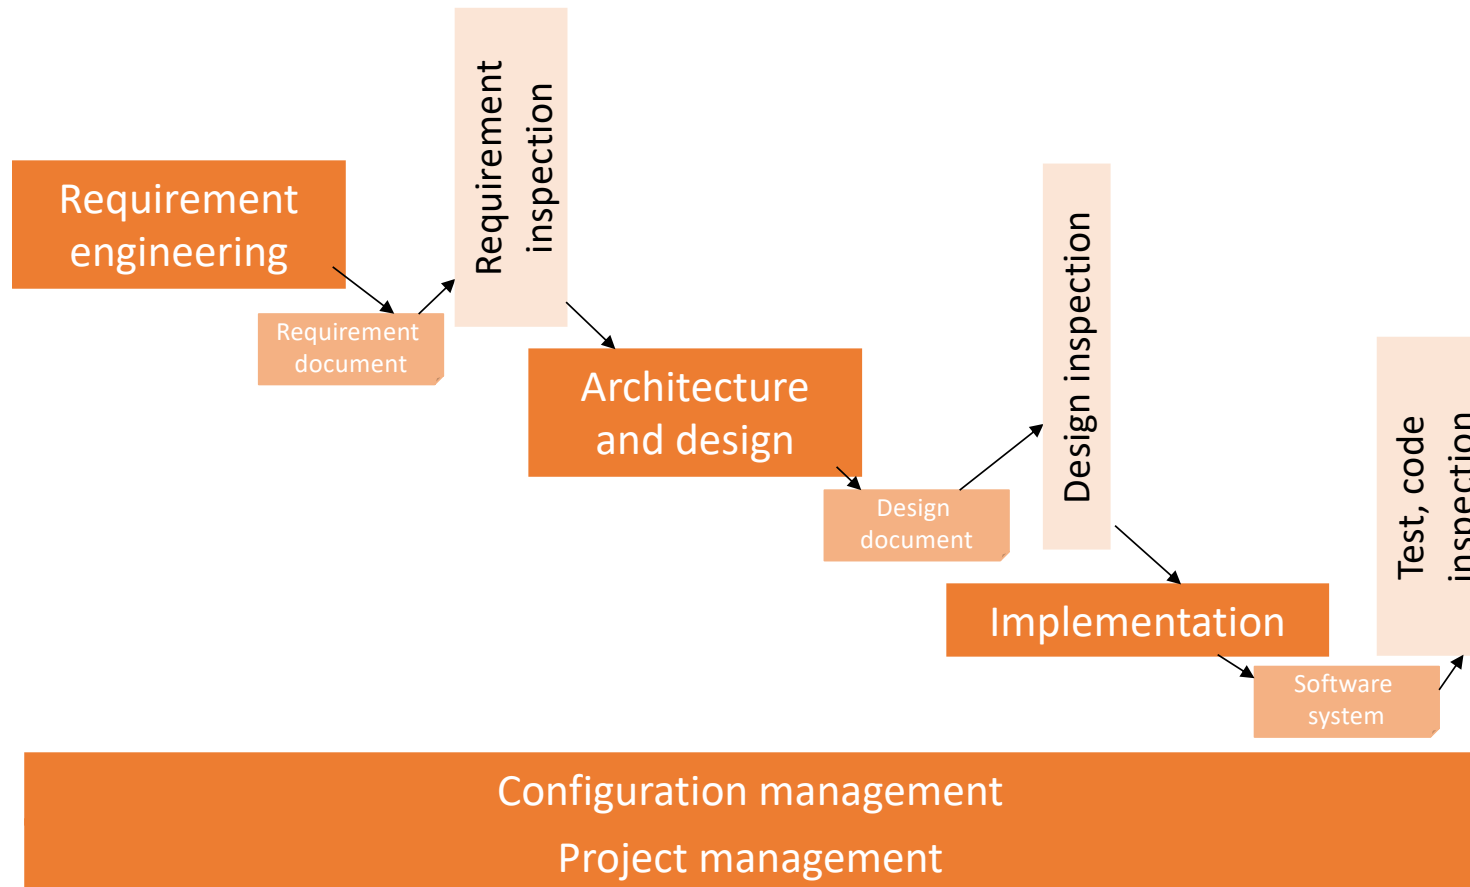 Requirement
engineering
Requirement
document
Requirement
inspection
Architecture
and design
Design
document
Design inspection
Implementation
Software
system
Test, code
inspection
Configuration management
Project management